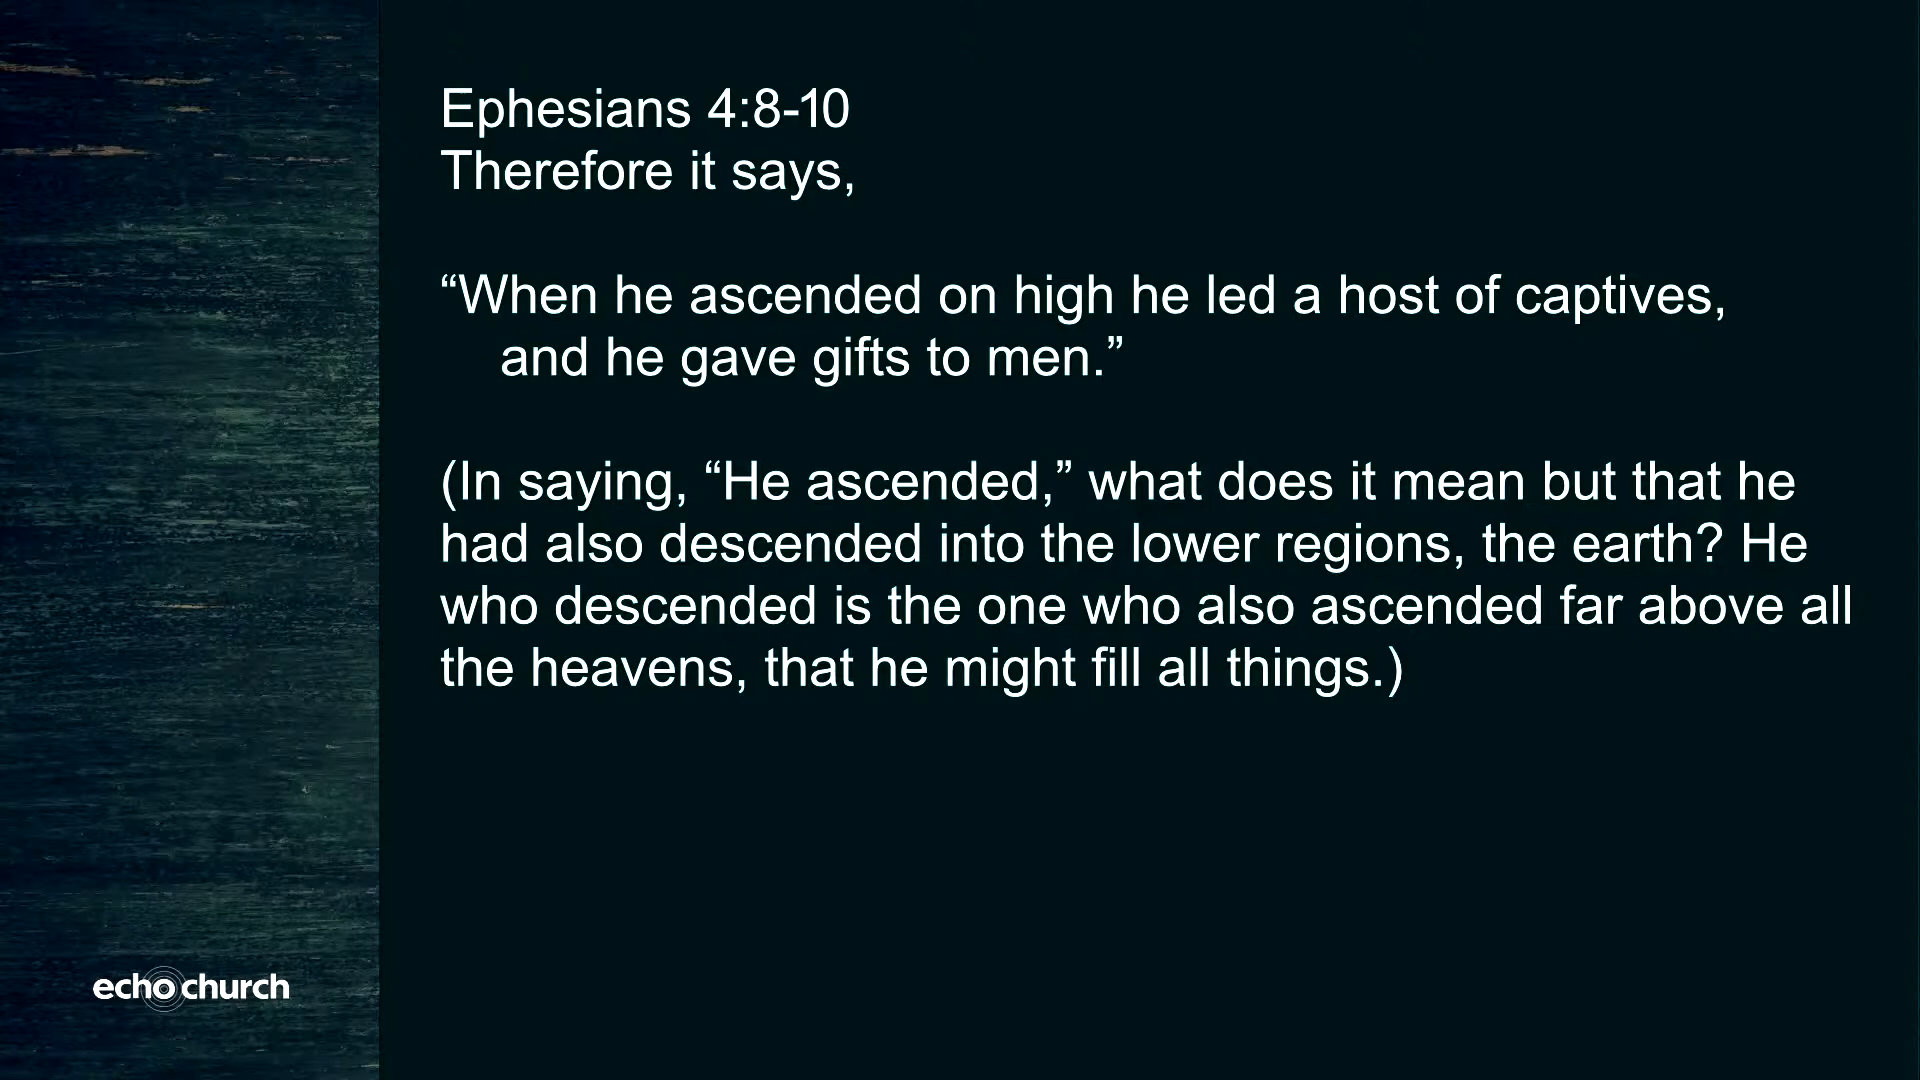 Ephesians 4:8-10
Therefore it says,
“When he ascended on high he led a host of captives,
and he gave gifts to men.”
(In saying, “He ascended,” what does it mean but that he
had also descended into the lower regions, the earth? He
who descended is the one who also ascended far above all
the heavens, that he might fill all things.)
echo church